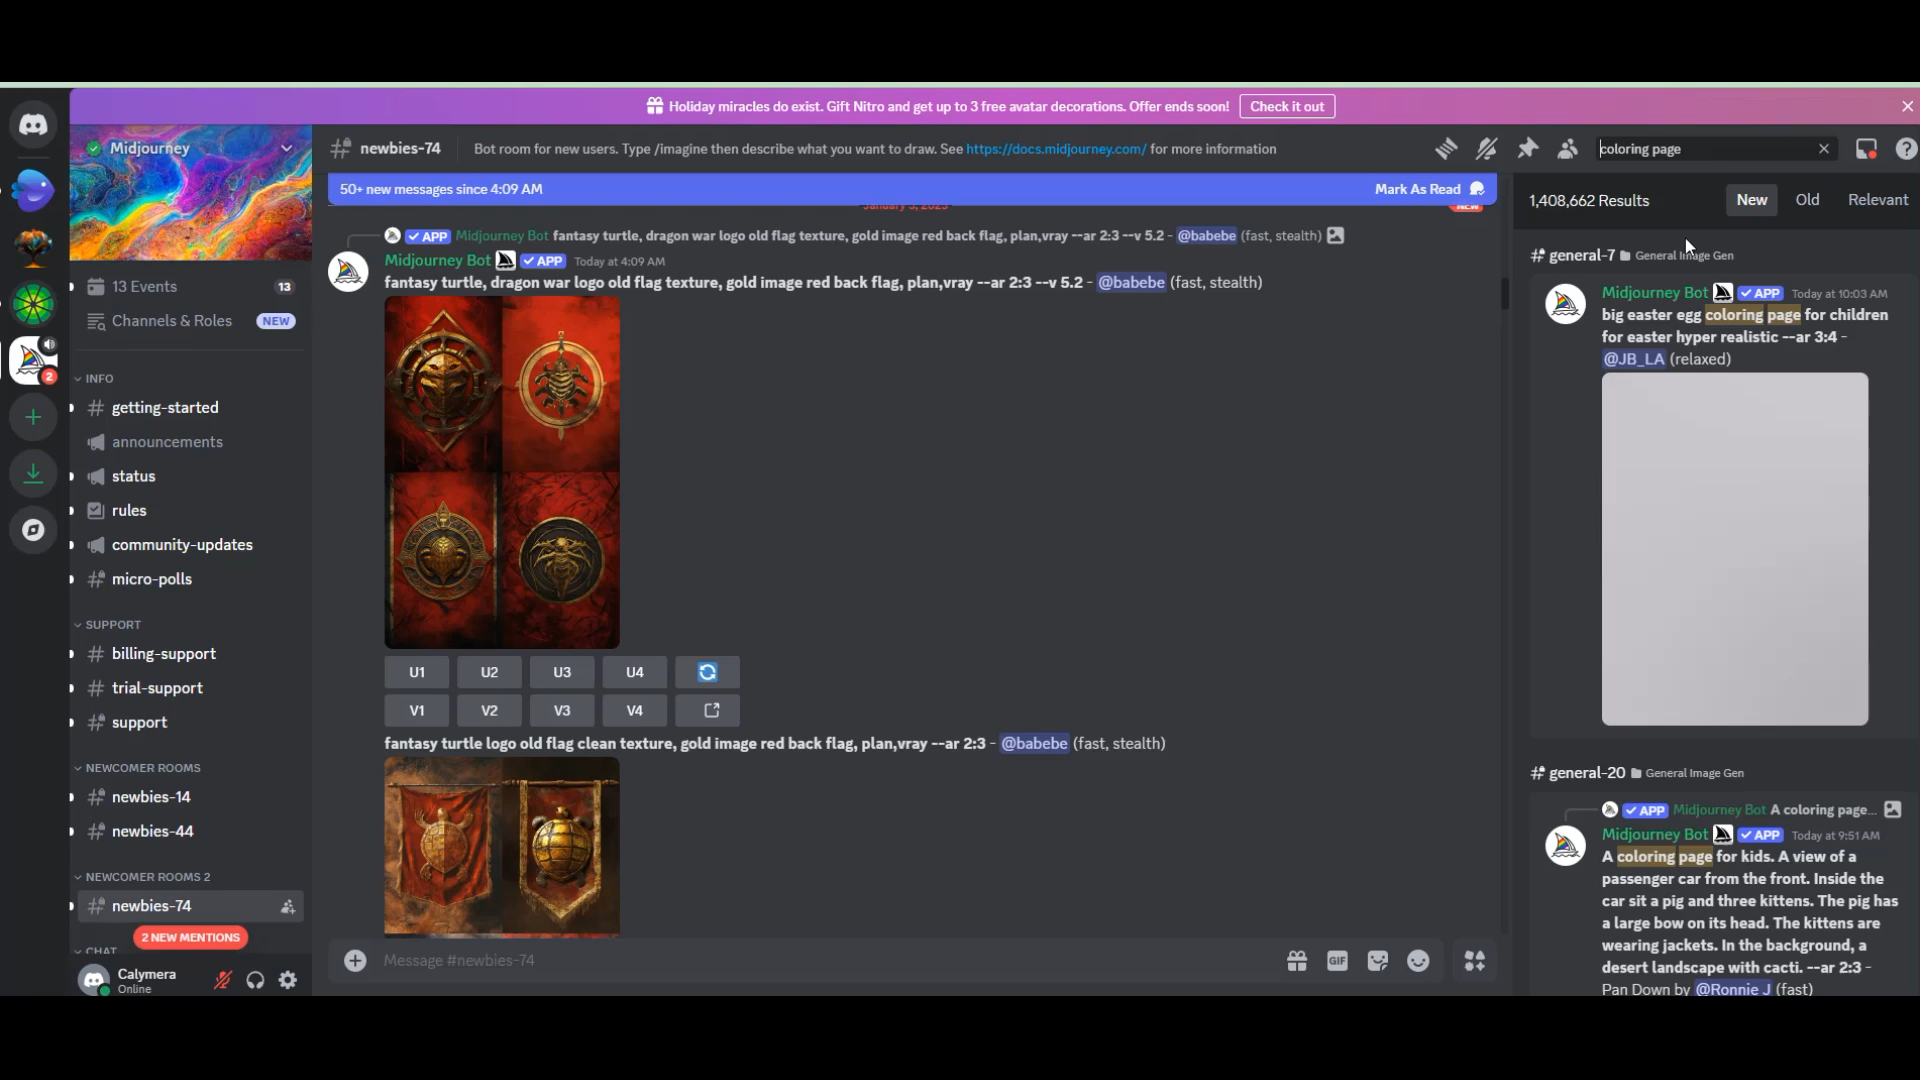 Holiday miracles do exist. Gift Nitro and get up to 3 free avatar decorations. Offer ends soon!
Check it out
Midjourney
13 Events
13
Channels & Roles
NEW
INFO
getting-started
announcements
status
rules
community-updates
micro-polls
SUPPORT
billing-support
trial-support
support
NEWCOMER ROOMS
newbies-14
newbies-44
NEWCOMER ROOMS 2
newbies-74
2 NEW MENTIONS
CHAT
2
Calymera
Online
newbies-74
Bot room for new users. Type /imagine then describe what you want to draw. See https://docs.midjourney.com/ for more information
50+ new messages since 4:09 AM
Mark As Read
NEW
APP Midjourney Bot fantasy turtle, dragon war logo old flag texture, gold image red back flag, plan,vray --ar 2:3 --v 5.2 - @babebe (fast, stealth)
Midjourney Bot APP Today at 4:09 AM
fantasy turtle, dragon war logo old flag texture, gold image red back flag, plan,vray --ar 2:3 --v 5.2 - @babebe (fast, stealth)
U1 U2 U3 U4
V1 V2 V3 V4
fantasy turtle logo old flag clean texture, gold image red back flag, plan,vray --ar 2:3 - @babebe (fast, stealth)
Message #newbies-74
GIF
coloring page
1,408,662 Results
New
Old
Relevant
general-7 General Image Gen
Midjourney Bot APP Today at 10:03 AM
big easter egg coloring page for children
for easter hyper realistic --ar 3:4 -
@JB_LA (relaxed)
general-20 General Image Gen
APP Midjourney Bot A coloring page...
Midjourney Bot APP Today at 9:51 AM
A coloring page for kids. A view of a
passenger car from the front. Inside the
car sit a pig and three kittens. The pig has
a large bow on its head. The kittens are
wearing jackets. In the background, a
desert landscape with cacti. --ar 2:3 -
Pan Down by @Ronnie J (fast)